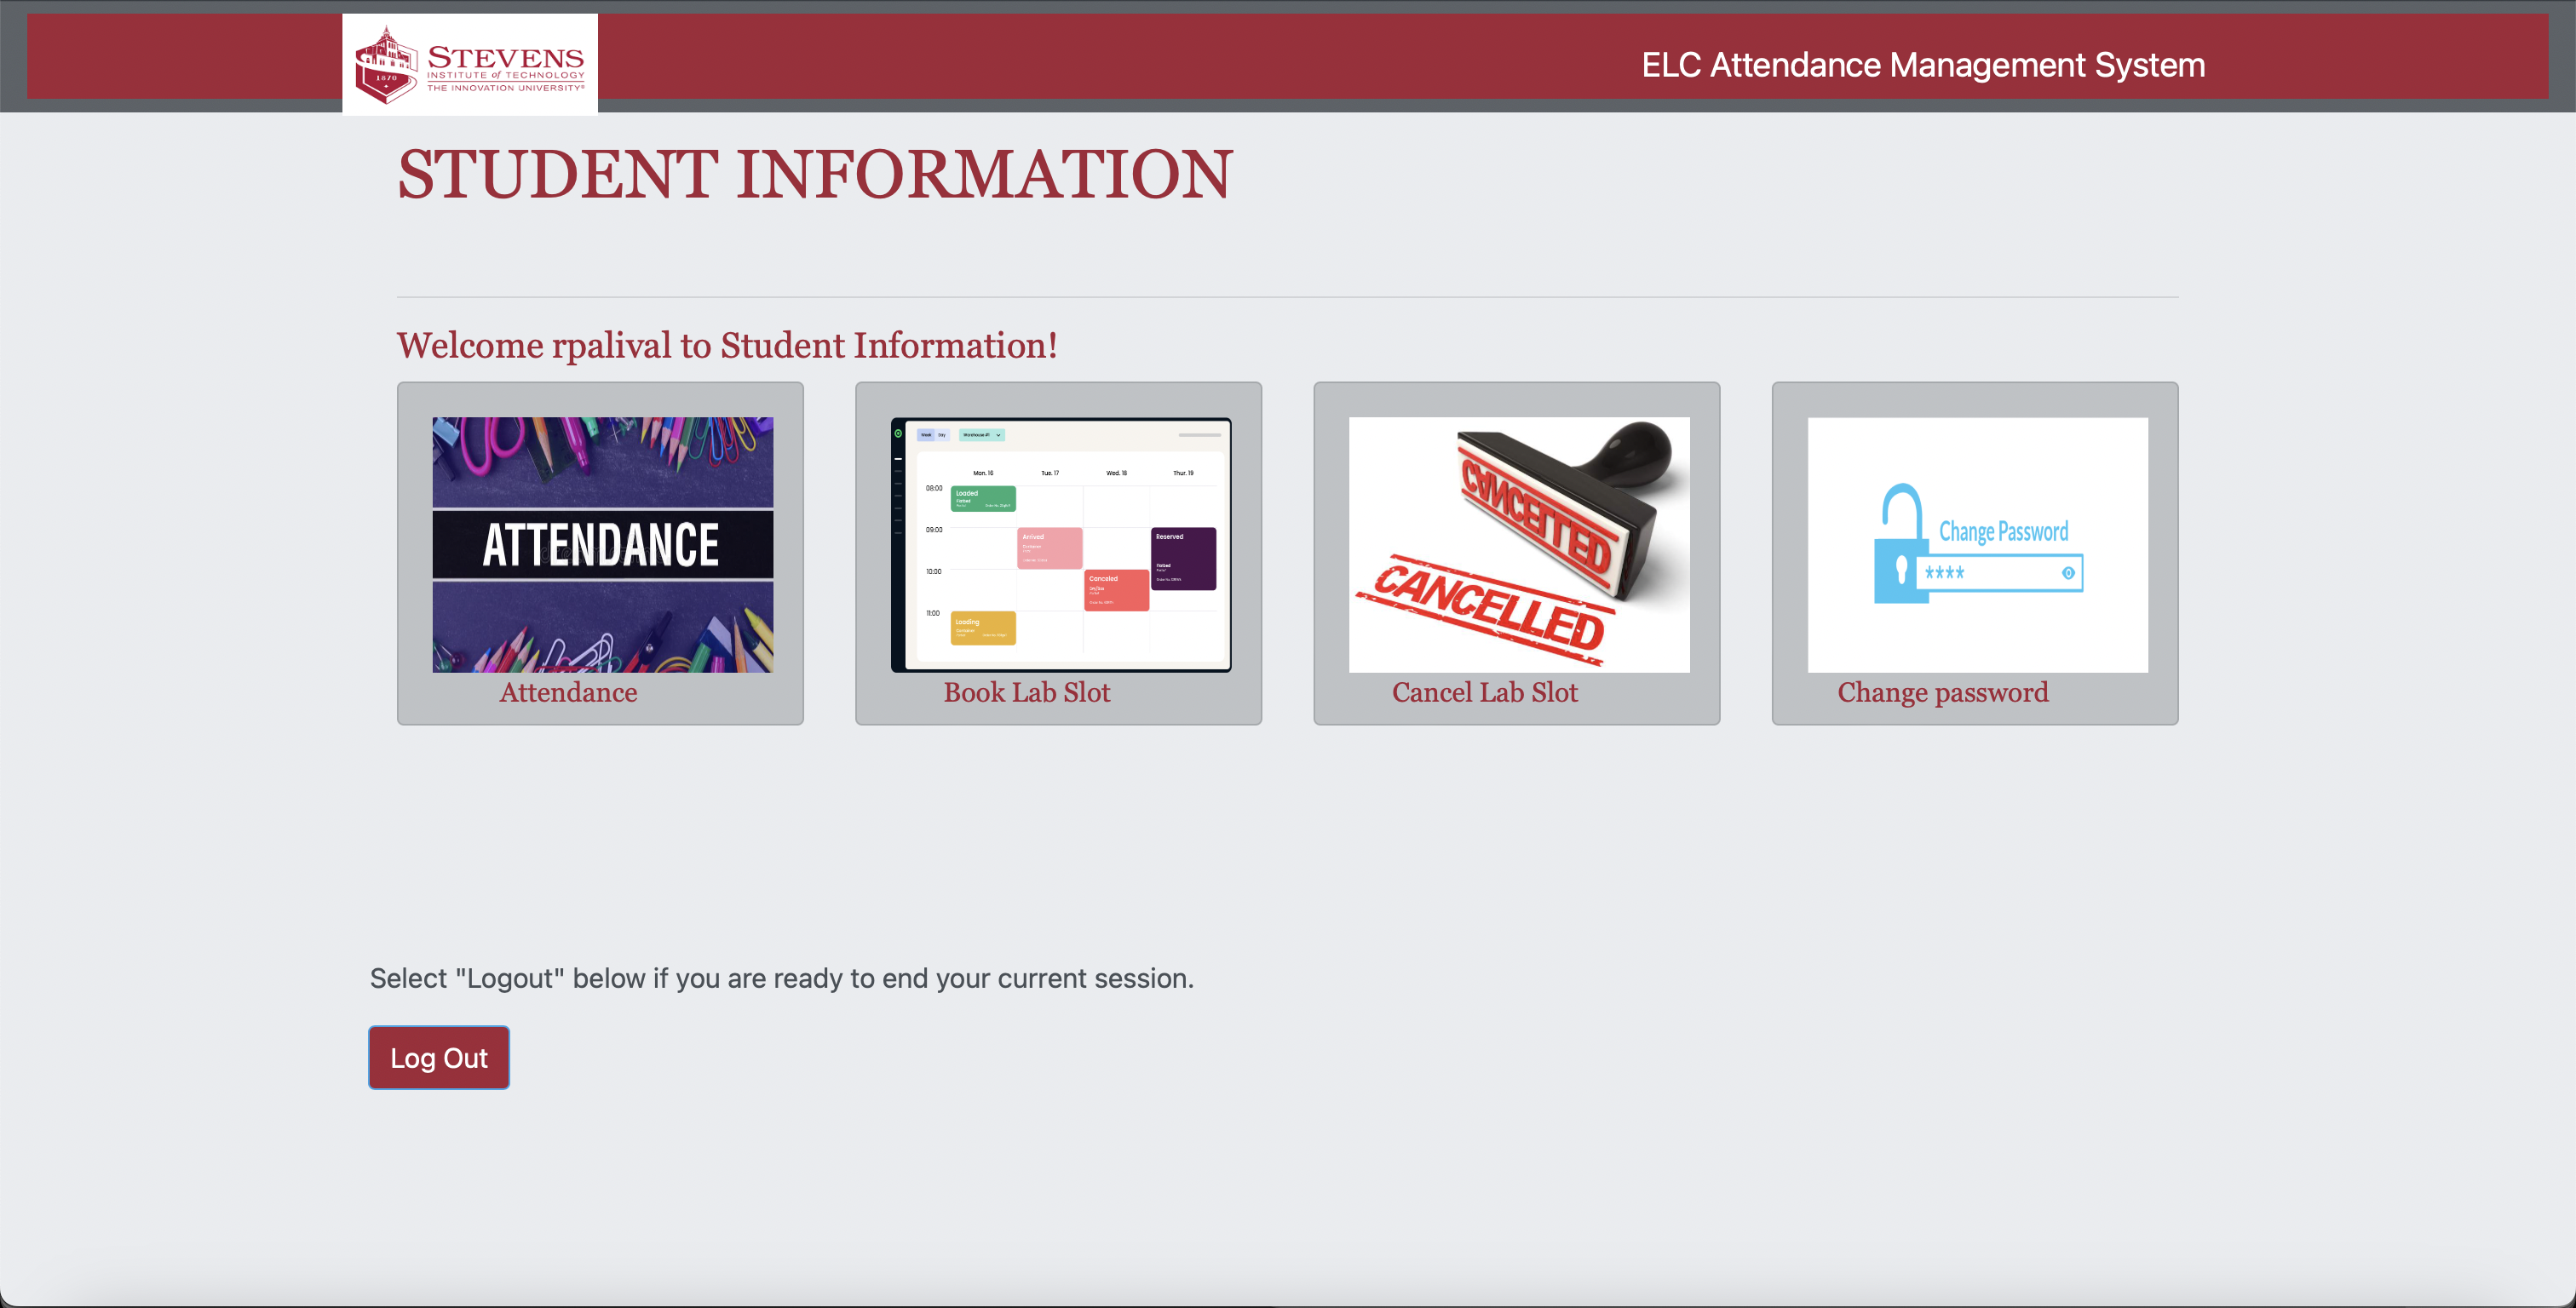 STEVENS
INSTITUTE of TECHNOLOGY
THE INNOVATION UNIVERSITY®
1870
ELC Attendance Management System
STUDENT INFORMATION
Welcome rpalival to Student Information!
ATTENDANCE
Attendance
Week Day
Mon. 16 Tue. 17 Wed. 18 Thur. 19
08:00
Loaded
09:00
Arrived
Reserved
10:00
Canceled
11:00
Loading
Book Lab Slot
CANCELLED
CANCELLED
Cancel Lab Slot
Change Password
****
Change password
Select "Logout" below if you are ready to end your current session.
Log Out